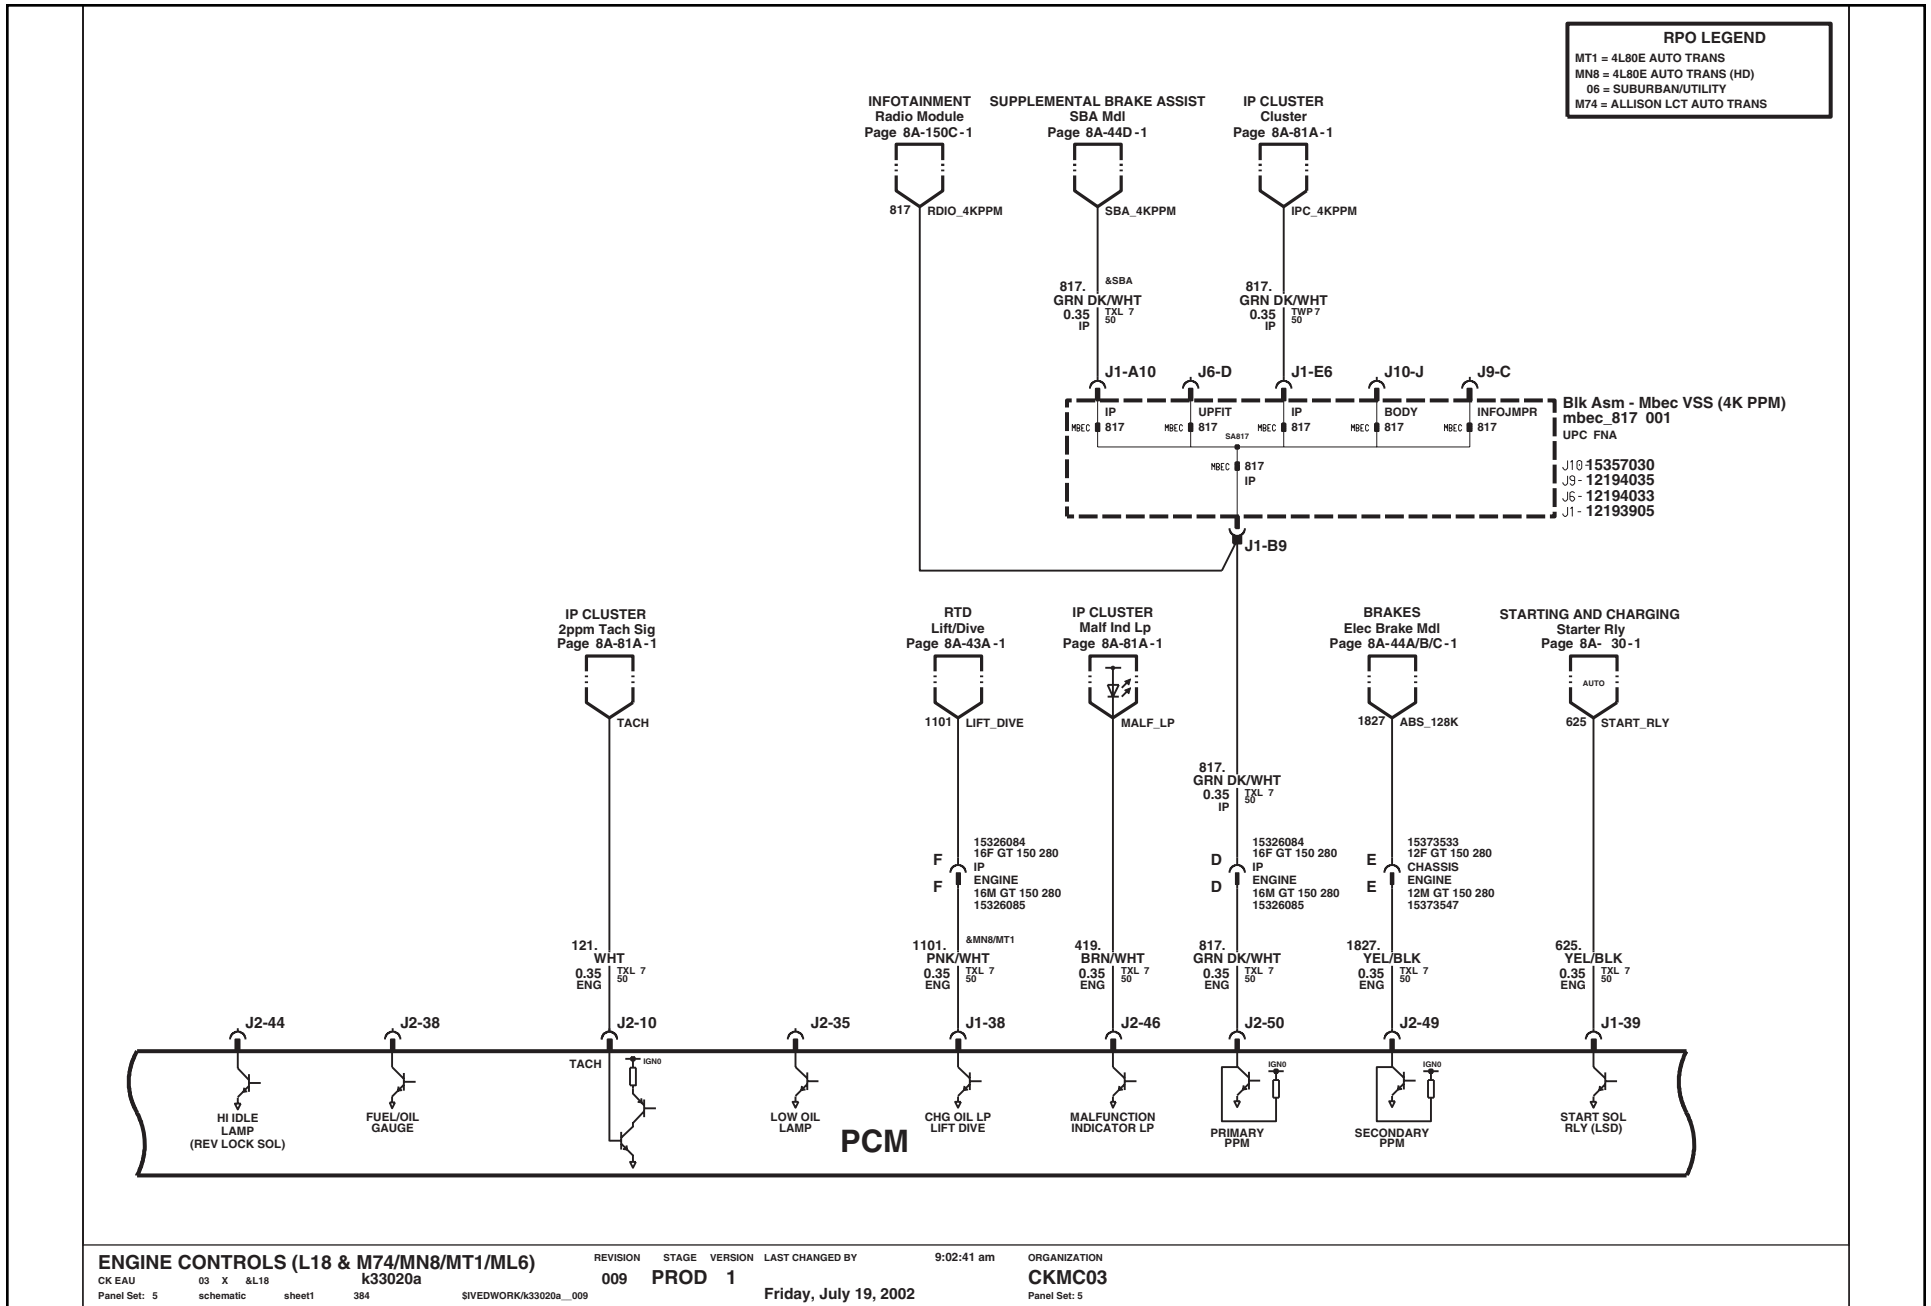 RPO LEGEND
MT1 = 4L80E AUTO TRANS
MN8 = 4L80E AUTO TRANS (HD)
06 = SUBURBAN/UTILITY
M74 = ALLISON LCT AUTO TRANS
INFOTAINMENT
Radio Module
Page 8A-150C-1
SUPPLEMENTAL BRAKE ASSIST
SBA Mdl
Page 8A-44D-1
IP CLUSTER
Cluster
Page 8A-81A-1
817 RDIO_4KPPM
SBA_4KPPM
IPC_4KPPM
817. &SBA
GRN DK/WHT
0.35 TXL 7
IP 50
817.
GRN DK/WHT
0.35 TWP 7
IP 50
J1-A10
J6-D
J1-E6
J10-J
J9-C
IP
MBEC 817
UPFIT
MBEC 817
IP
MBEC 817
BODY
MBEC 817
INFOJMPR
MBEC 817
SA817
MBEC 817
IP
Blk Asm - Mbec VSS (4K PPM)
mbec_817 001
UPC FNA
J10-15357030
J9- 12194035
J6- 12194033
J1- 12193905
J1-B9
IP CLUSTER
2ppm Tach Sig
Page 8A-81A-1
RTD
Lift/Dive
Page 8A-43A-1
IP CLUSTER
Malf Ind Lp
Page 8A-81A-1
BRAKES
Elec Brake Mdl
Page 8A-44A/B/C-1
STARTING AND CHARGING
Starter Rly
Page 8A- 30-1
AUTO
TACH
1101 LIFT_DIVE
MALF_LP
1827 ABS_128K
625 START_RLY
817.
GRN DK/WHT
0.35 TXL 7
IP 50
15326084
16F GT 150 280
F IP
F ENGINE
16M GT 150 280
15326085
15326084
16F GT 150 280
D IP
D ENGINE
16M GT 150 280
15326085
15373533
12F GT 150 280
E CHASSIS
E ENGINE
12M GT 150 280
15373547
121.
WHT
0.35 TXL 7
ENG 50
1101. &MN8/MT1
PNK/WHT
0.35 TXL 7
ENG 50
419.
BRN/WHT
0.35 TXL 7
ENG 50
817.
GRN DK/WHT
0.35 TXL 7
ENG 50
1827.
YEL/BLK
0.35 TXL 7
ENG 50
625.
YEL/BLK
0.35 TXL 7
ENG 50
J2-44
J2-38
J2-10
J2-35
J1-38
J2-46
J2-50
J2-49
J1-39
HI IDLE
LAMP
(REV LOCK SOL)
FUEL/OIL
GAUGE
TACH
IGN0
LOW OIL
LAMP
CHG OIL LP
LIFT DIVE
MALFUNCTION
INDICATOR LP
IGN0
PRIMARY
PPM
IGN0
SECONDARY
PPM
START SOL
RLY (LSD)
PCM
ENGINE CONTROLS (L18 & M74/MN8/MT1/ML6)
CK EAU 03 X &L18 k33020a
Panel Set: 5 schematic sheet1 384 $IVEDWORK/k33020a__009
REVISION STAGE VERSION LAST CHANGED BY 9:02:41 am
009 PROD 1
Friday, July 19, 2002
ORGANIZATION
CKMC03
Panel Set: 5